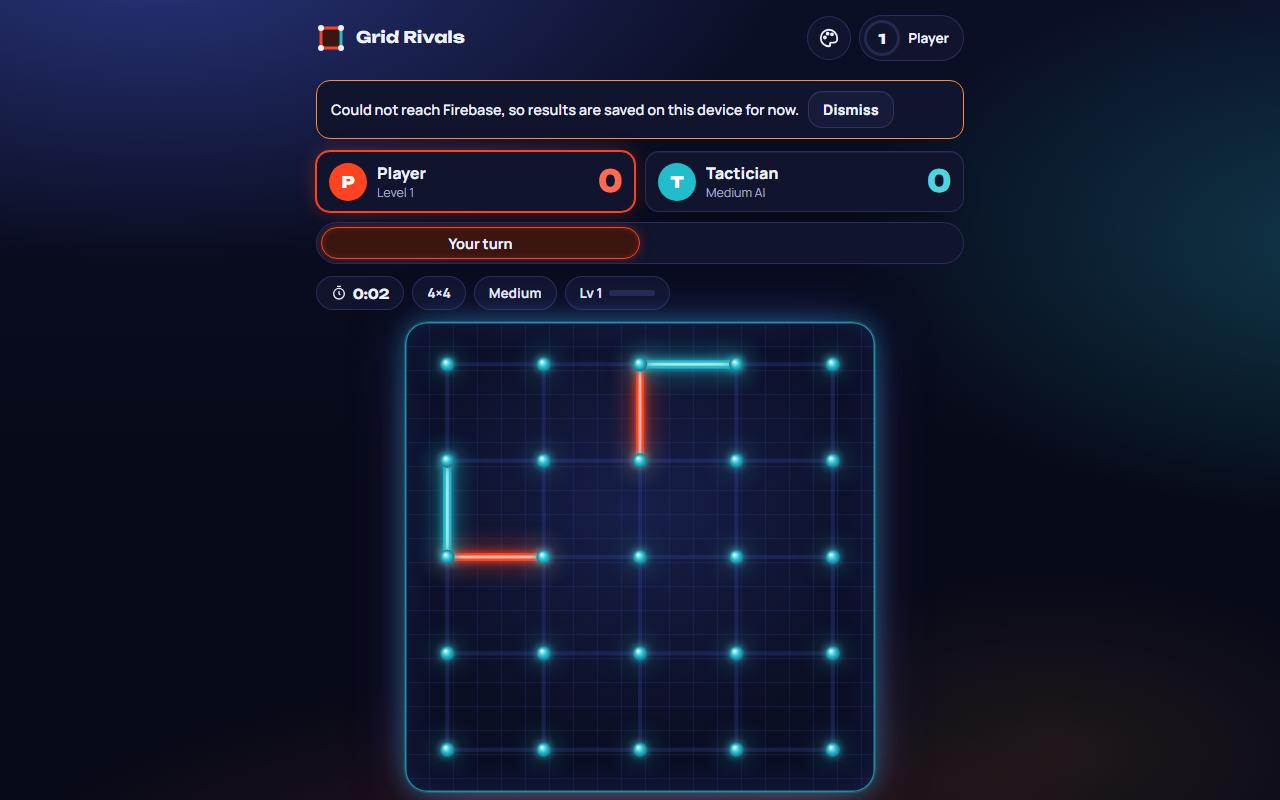 Grid Rivals
1 Player
Could not reach Firebase, so results are saved on this device for now. Dismiss
P Player 0
Level 1
T Tactician 0
Medium AI
Your turn
0:02 4×4 Medium Lv 1